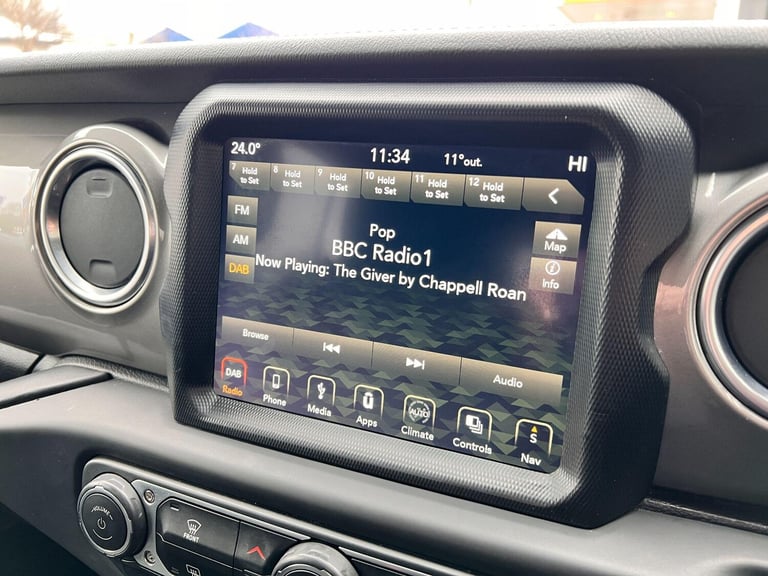 24.0° 11:34 11°out. HI
7 Hold to Set 8 Hold to Set 9 Hold to Set 10 Hold to Set 11 Hold to Set 12 Hold to Set
FM
AM
DAB
Pop
BBC Radio1
Now Playing: The Giver by Chappell Roan
Map
Info
Browse Audio
DAB AUTO S
Radio Phone Media Apps Climate Controls Nav
VOLUME
FRONT